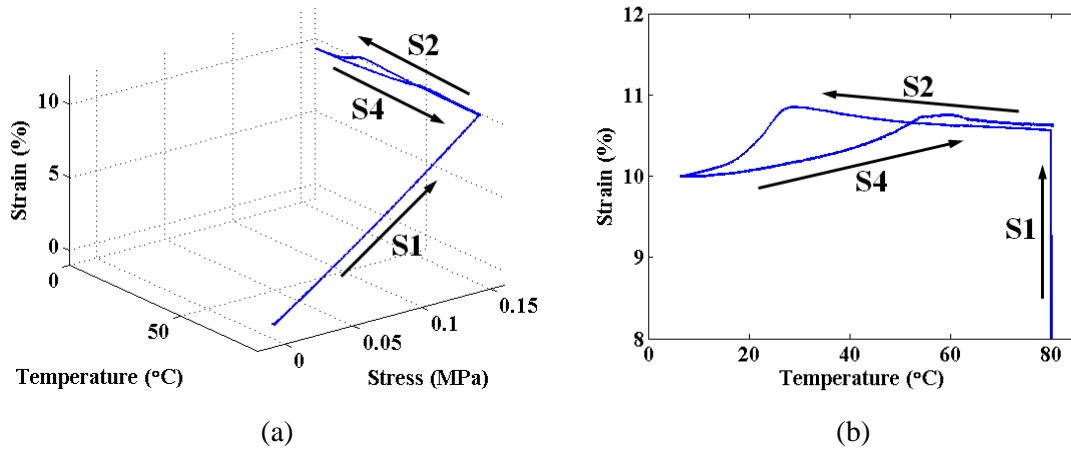 10
5
0
Strain (%)
0
50
Temperature (°C)
0
0.05
0.1
0.15
Stress (MPa)
S2
S4
S1
(a)
12
11
10
9
8
Strain (%)
0
20
40
60
80
Temperature (°C)
S2
S4
S1
(b)